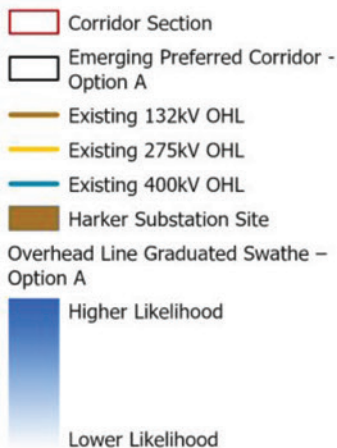 Corridor Section
Emerging Preferred Corridor -
Option A
Existing 132kV OHL
Existing 275kV OHL
Existing 400kV OHL
Harker Substation Site
Overhead Line Graduated Swathe –
Option A
Higher Likelihood
Lower Likelihood